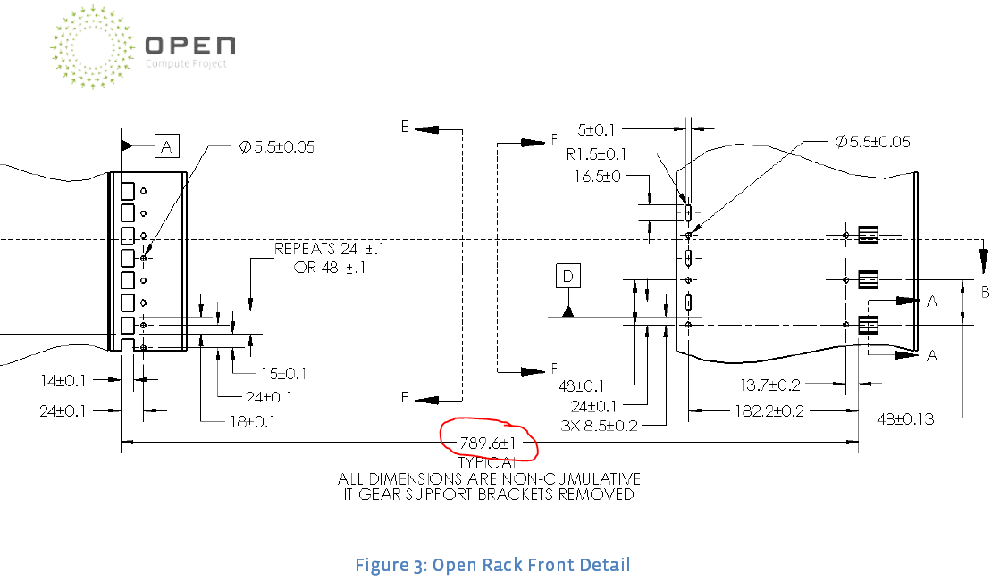 OPEN
Compute Project
A
Ø5.5±0.05
E
F
5±0.1
R1.5±0.1
16.5±0
Ø5.5±0.05
REPEATS 24 ±.1
OR 48 ±.1
D
B
A
A
14±0.1
24±0.1
15±0.1
24±0.1
18±0.1
E
F
48±0.1
24±0.1
3X 8.5±0.2
13.7±0.2
182.2±0.2
48±0.13
789.6±1
TYPICAL
ALL DIMENSIONS ARE NON-CUMULATIVE
IT GEAR SUPPORT BRACKETS REMOVED
Figure 3: Open Rack Front Detail